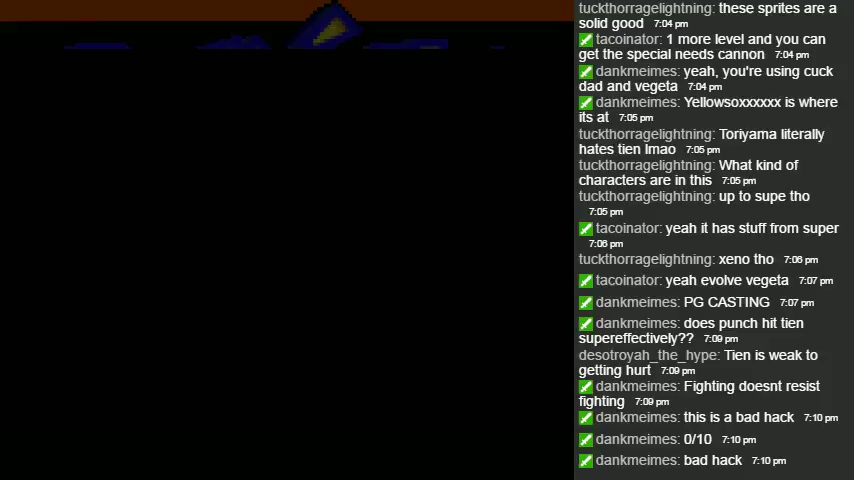 tuckthorragelightning: these sprites are a
solid good 7:04 pm
tacoinator: 1 more level and you can
get the special needs cannon 7:04 pm
dankmeimes: yeah, you're using cuck
dad and vegeta 7:04 pm
dankmeimes: Yellowsoxxxxxx is where
its at 7:05 pm
tuckthorragelightning: Toriyama literally
hates tien lmao 7:05 pm
tuckthorragelightning: What kind of
characters are in this 7:05 pm
tuckthorragelightning: up to supe tho
7:05 pm
tacoinator: yeah it has stuff from super
7:06 pm
tuckthorragelightning: xeno tho 7:06 pm
tacoinator: yeah evolve vegeta 7:07 pm
dankmeimes: PG CASTING 7:07 pm
dankmeimes: does punch hit tien
supereffectively?? 7:09 pm
desotroyah_the_hype: Tien is weak to
getting hurt 7:09 pm
dankmeimes: Fighting doesnt resist
fighting 7:09 pm
dankmeimes: this is a bad hack 7:10 pm
dankmeimes: 0/10 7:10 pm
dankmeimes: bad hack 7:10 pm